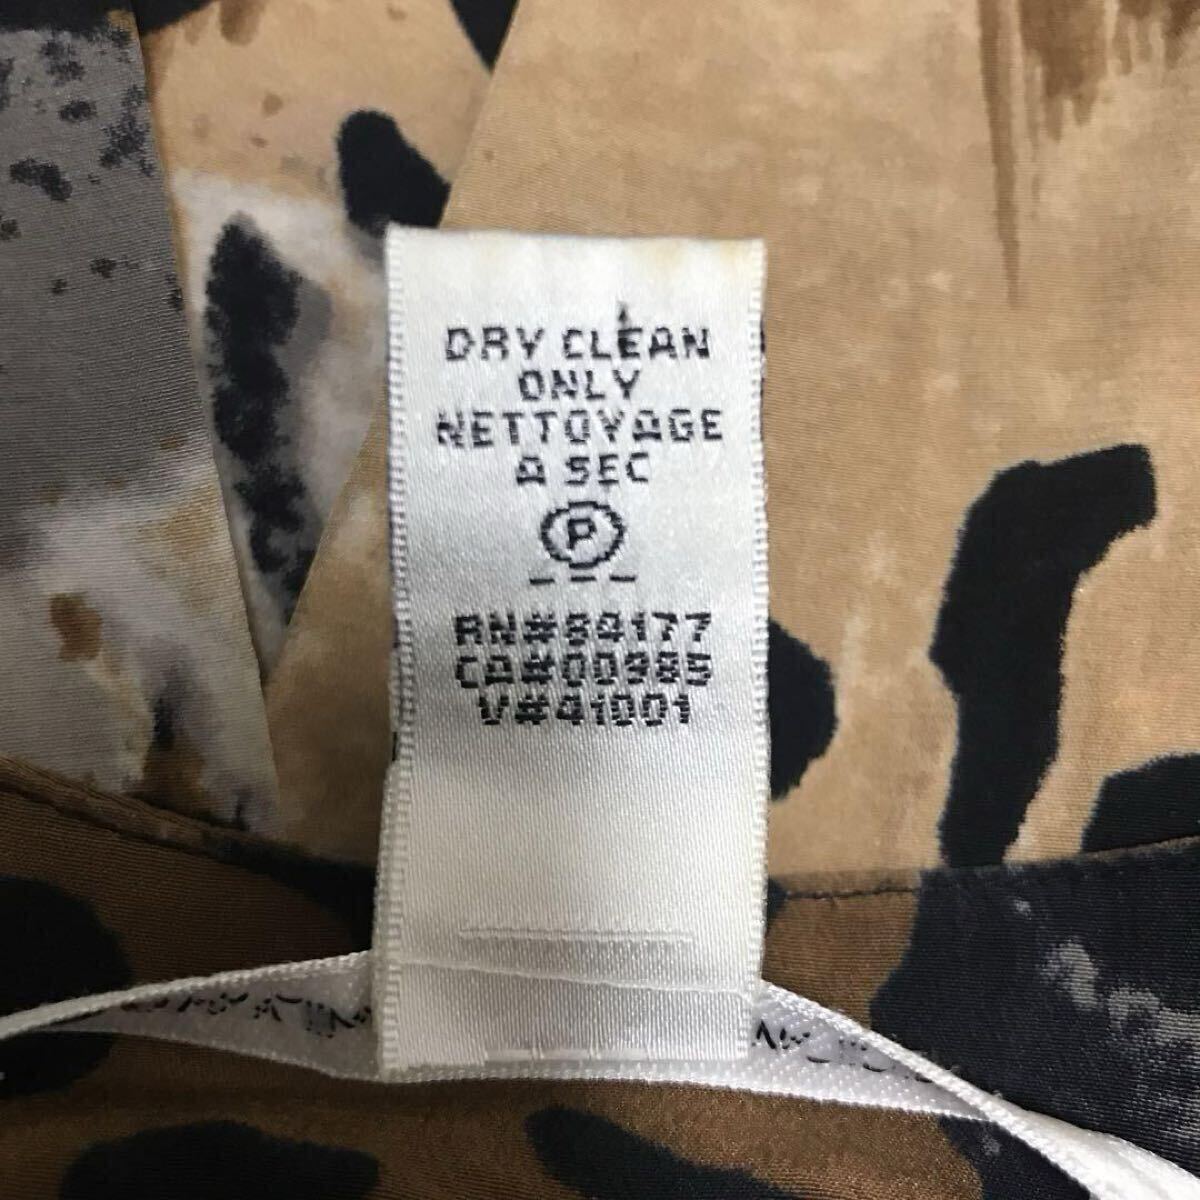 DRY CLEAN
ONLY
NETTOYAGE
A SEC
P
RN#84177
CA#00985
V#41001